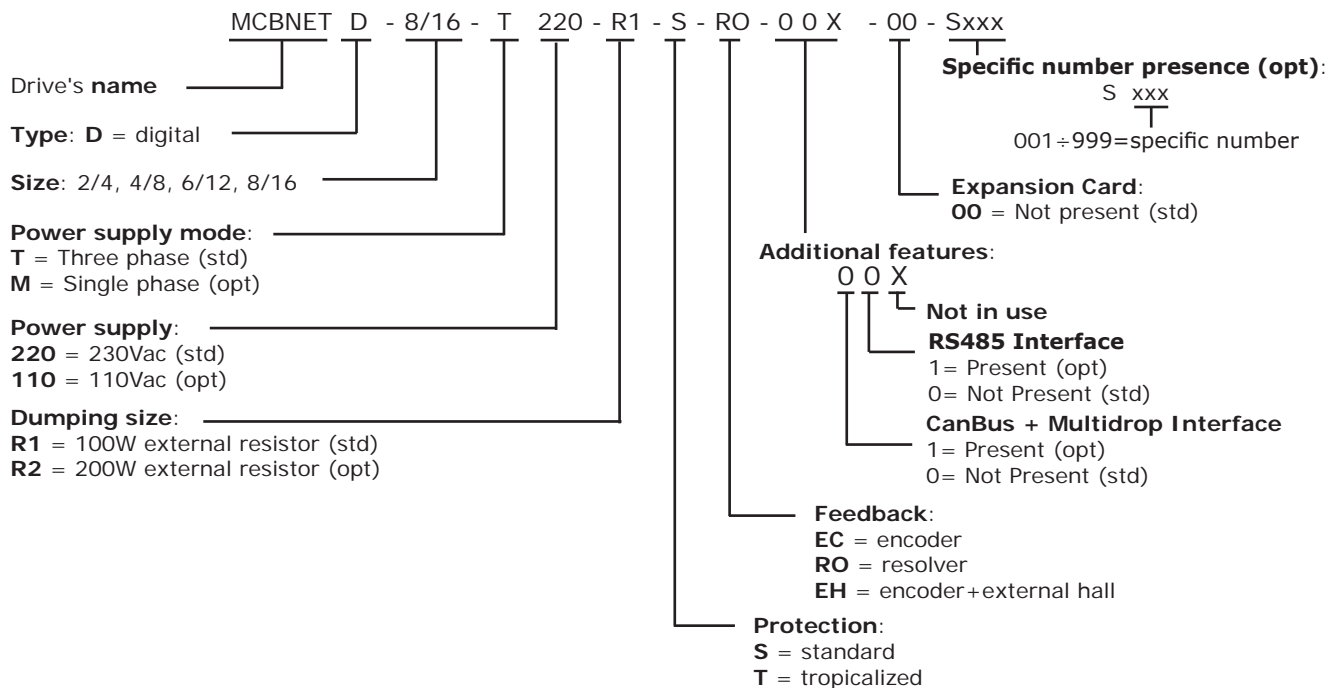 MCBNET D - 8/16 - T 220 - R1 - S - RO - 0 0 X - 00 - Sxxx
Specific number presence (opt):
S xxx
001÷999=specific number
Drive's name
Type: D = digital
Size: 2/4, 4/8, 6/12, 8/16
Expansion Card:
00 = Not present (std)
Power supply mode:
T = Three phase (std)
M = Single phase (opt)
Additional features:
0 0 X
Not in use
RS485 Interface
1= Present (opt)
0= Not Present (std)
CanBus + Multidrop Interface
1= Present (opt)
0= Not Present (std)
Power supply:
220 = 230Vac (std)
110 = 110Vac (opt)
Dumping size:
R1 = 100W external resistor (std)
R2 = 200W external resistor (opt)
Feedback:
EC = encoder
RO = resolver
EH = encoder+external hall
Protection:
S = standard
T = tropicalized